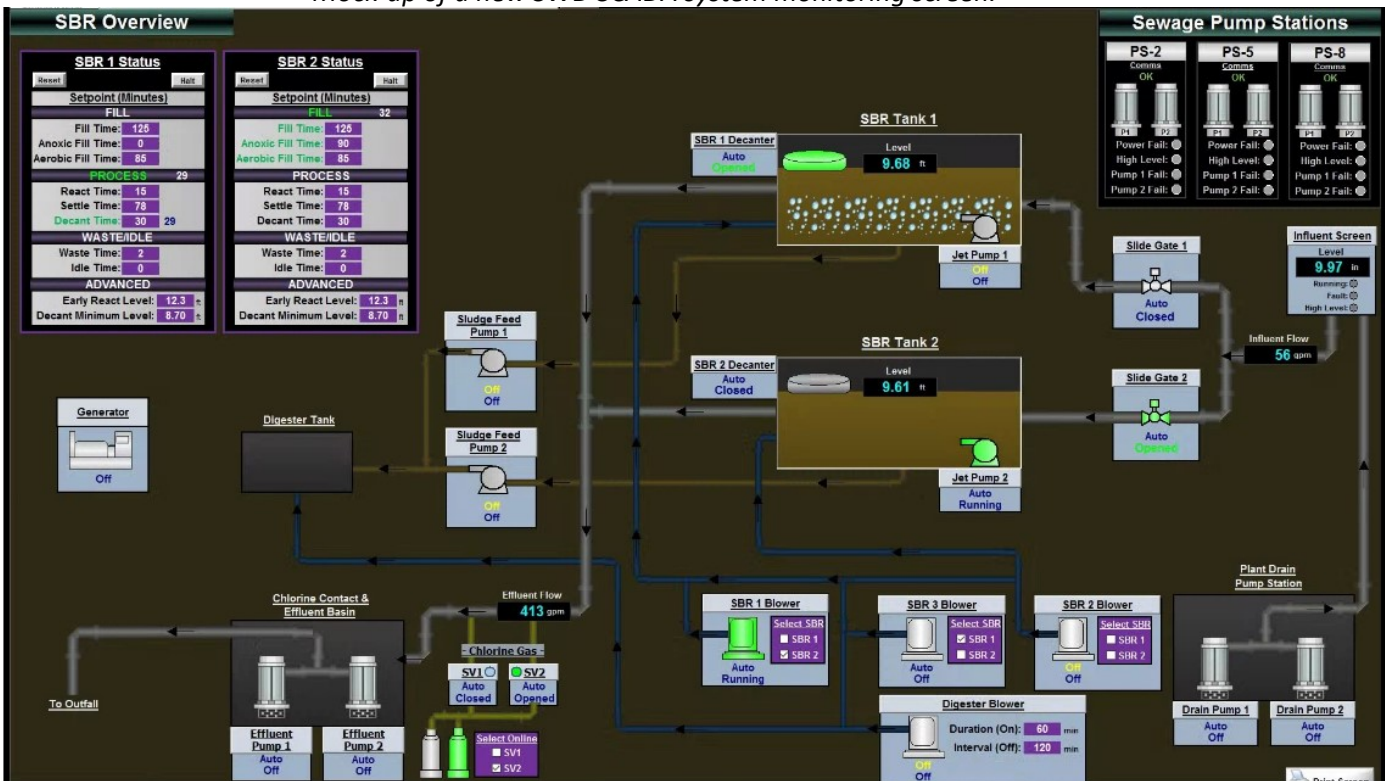 mock-up of a new SWD SCADA system monitoring screen.
SBR Overview
SBR 1 Status
Reset
Halt
Setpoint (Minutes)
FILL
Fill Time: 125
Anoxic Fill Time: 0
Aerobic Fill Time: 85
PROCESS 29
React Time: 15
Settle Time: 78
Decant Time: 30 29
WASTE/IDLE
Waste Time: 2
Idle Time: 0
ADVANCED
Early React Level: 12.3 ft
Decant Minimum Level: 8.70 ft
SBR 2 Status
Reset
Halt
Setpoint (Minutes)
FILL 32
Fill Time: 125
Anoxic Fill Time: 90
Aerobic Fill Time: 85
PROCESS
React Time: 15
Settle Time: 78
Decant Time: 30
WASTE/IDLE
Waste Time: 2
Idle Time: 0
ADVANCED
Early React Level: 12.3 ft
Decant Minimum Level: 8.70 ft
Sewage Pump Stations
PS-2
Comms
OK
P1 P2
Power Fail:
High Level:
Pump 1 Fail:
Pump 2 Fail:
PS-5
Comms
OK
P1 P2
Power Fail:
High Level:
Pump 1 Fail:
Pump 2 Fail:
PS-8
Comms
OK
P1 P2
Power Fail:
High Level:
Pump 1 Fail:
Pump 2 Fail:
SBR Tank 1
SBR 1 Decanter
Auto
Opened
Level
9.68 ft
Jet Pump 1
Off
Off
Slide Gate 1
Auto
Closed
Influent Screen
Level
9.97 in
Running:
Fault:
High Level:
Influent Flow
56 gpm
SBR Tank 2
SBR 2 Decanter
Auto
Closed
Level
9.61 ft
Jet Pump 2
Auto
Running
Slide Gate 2
Auto
Opened
Sludge Feed
Pump 1
Off
Off
Sludge Feed
Pump 2
Off
Off
Generator
Off
Digester Tank
Chlorine Contact &
Effluent Basin
Effluent Flow
413 gpm
- Chlorine Gas -
SV1
Auto
Closed
SV2
Auto
Opened
Select Online
SV1
SV2
To Outfall
Effluent
Pump 1
Auto
Off
Effluent
Pump 2
Auto
Off
SBR 1 Blower
Select SBR
SBR 1
SBR 2
Auto
Running
SBR 3 Blower
Select SBR
SBR 1
SBR 2
Auto
Off
SBR 2 Blower
Select SBR
SBR 1
SBR 2
Off
Off
Digester Blower
Duration (On): 60 min
Interval (Off): 120 min
Off
Off
Plant Drain
Pump Station
Drain Pump 1
Auto
Off
Drain Pump 2
Auto
Off
Print Screen